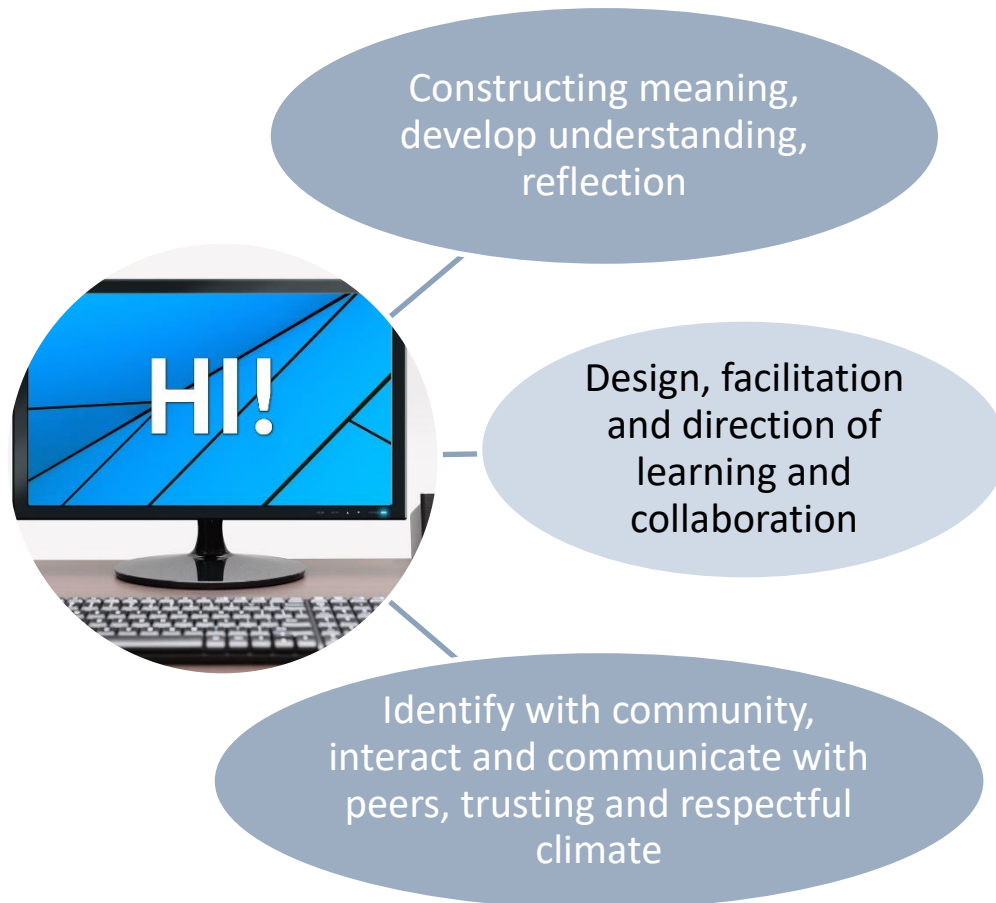 Constructing meaning,
develop understanding,
reflection
HI!
Design, facilitation
and direction of
learning and
collaboration
Identify with community,
interact and communicate with
peers, trusting and respectful
climate